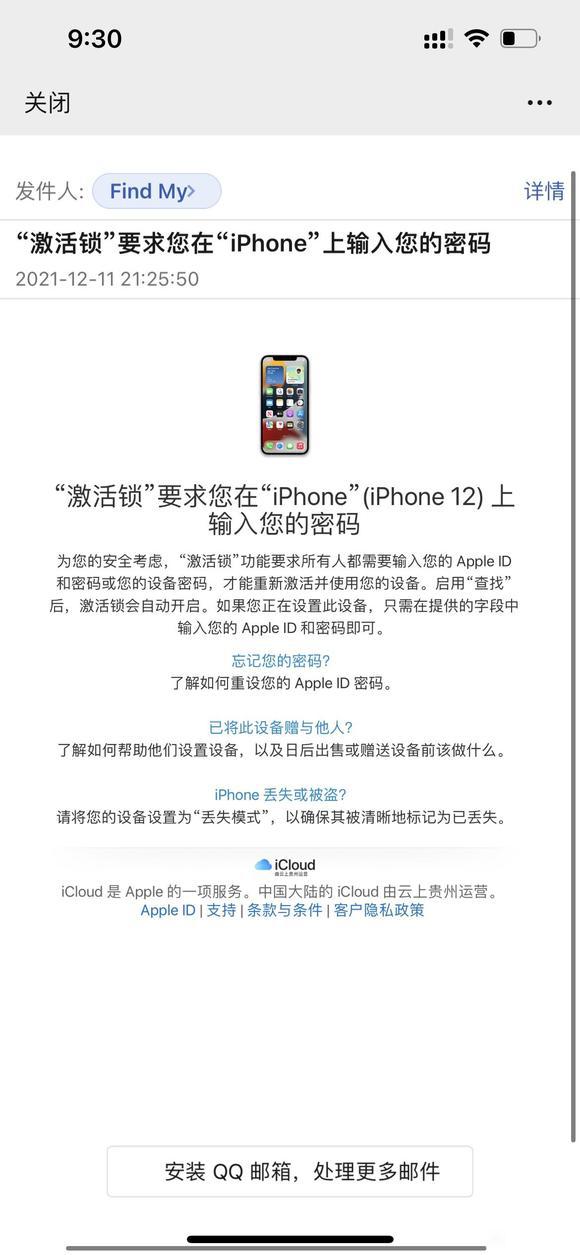 9:30
关闭
发件人: Find My
详情
“激活锁”要求您在“iPhone”上输入您的密码
2021-12-11 21:25:50
“激活锁”要求您在“iPhone”(iPhone 12) 上
输入您的密码
为您的安全考虑，“激活锁”功能要求所有人都需要输入您的 Apple ID
和密码或您的设备密码，才能重新激活并使用您的设备。启用“查找”
后，激活锁会自动开启。如果您正在设置此设备，只需在提供的字段中
输入您的 Apple ID 和密码即可。
忘记您的密码?
了解如何重设您的 Apple ID 密码。
已将此设备赠与他人?
了解如何帮助他们设置设备，以及日后出售或赠送设备前该做什么。
iPhone 丢失或被盗?
请将您的设备设置为“丢失模式”，以确保其被清晰地标记为已丢失。
iCloud
由云上贵州运营
iCloud 是 Apple 的一项服务。中国大陆的 iCloud 由云上贵州运营。
Apple ID | 支持 | 条款与条件 | 客户隐私政策
安装 QQ 邮箱，处理更多邮件